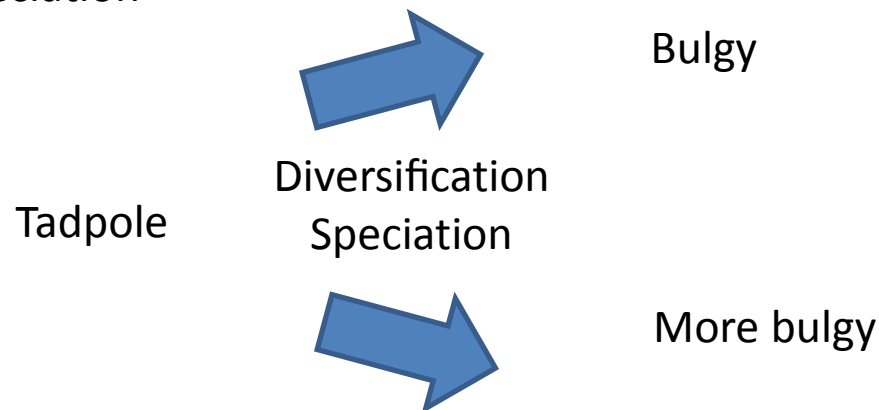 Bulgy
Diversification
Speciation
Tadpole
More bulgy